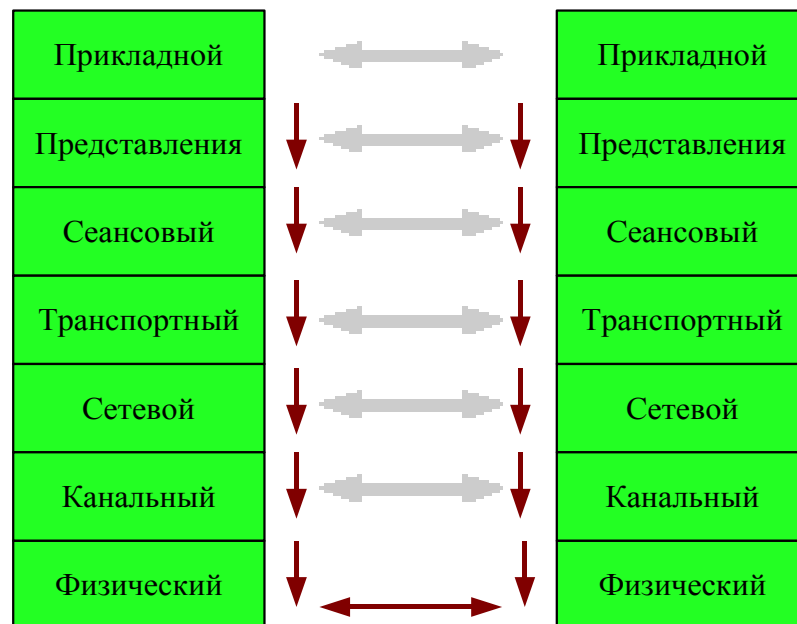 Прикладной
Представления
Сеансовый
Транспортный
Сетевой
Канальный
Физический
Прикладной
Представления
Сеансовый
Транспортный
Сетевой
Канальный
Физический